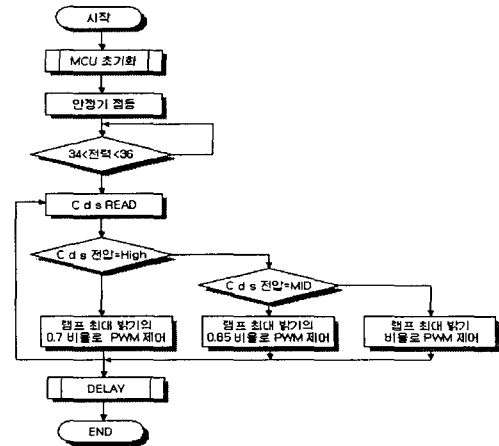 시작
MCU 초기화
안정기 점등
34<전력<36
C d s READ
C d s 전압=High
C d s 전압=MID
램프 최대 밝기의
0.7 비율로 PWM 제어
램프 최대 밝기의
0.85 비율로 PWM 제어
램프 최대 밝기
비율로 PWM 제어
DELAY
END